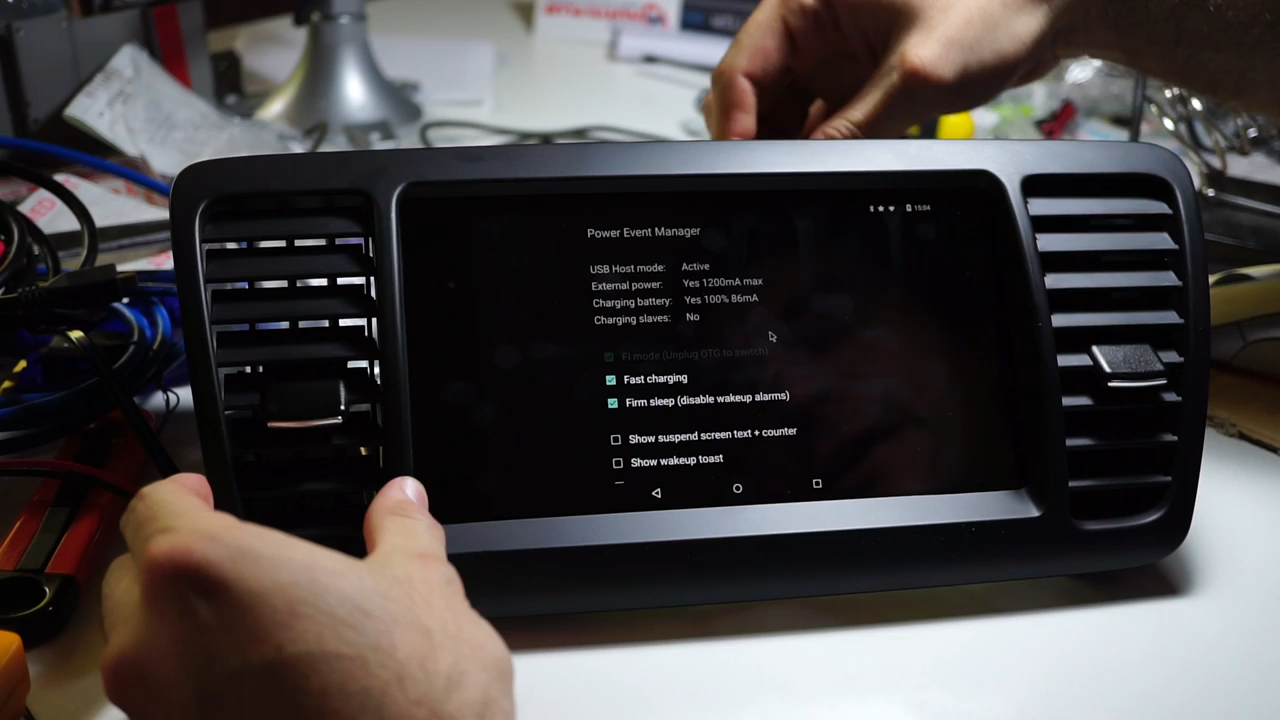 15:04
Power Event Manager
USB Host mode: Active
External power: Yes 1200mA max
Charging battery: Yes 100% 86mA
Charging slaves: No
FI mode (Unplug OTG to switch)
Fast charging
Firm sleep (disable wakeup alarms)
Show suspend screen text + counter
Show wakeup toast